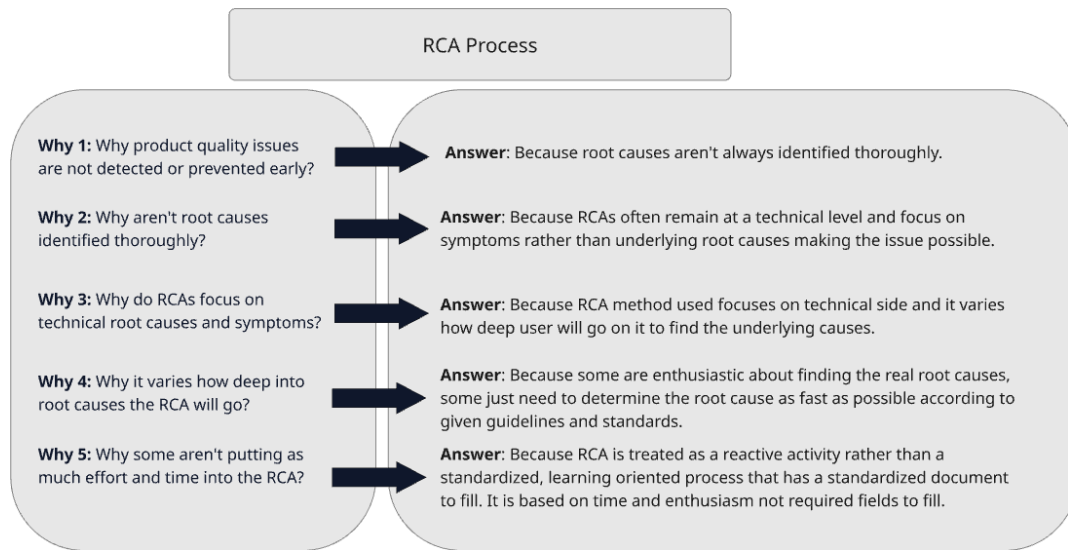 RCA Process
Why 1: Why product quality issues
are not detected or prevented early?
Answer: Because root causes aren't always identified thoroughly.
Why 2: Why aren't root causes
identified thoroughly?
Answer: Because RCAs often remain at a technical level and focus on
symptoms rather than underlying root causes making the issue possible.
Why 3: Why do RCAs focus on
technical root causes and symptoms?
Answer: Because RCA method used focuses on technical side and it varies
how deep user will go on it to find the underlying causes.
Why 4: Why it varies how deep into
root causes the RCA will go?
Answer: Because some are enthusiastic about finding the real root causes,
some just need to determine the root cause as fast as possible according to
given guidelines and standards.
Why 5: Why some aren't putting as
much effort and time into the RCA?
Answer: Because RCA is treated as a reactive activity rather than a
standardized, learning oriented process that has a standardized document
to fill. It is based on time and enthusiasm not required fields to fill.